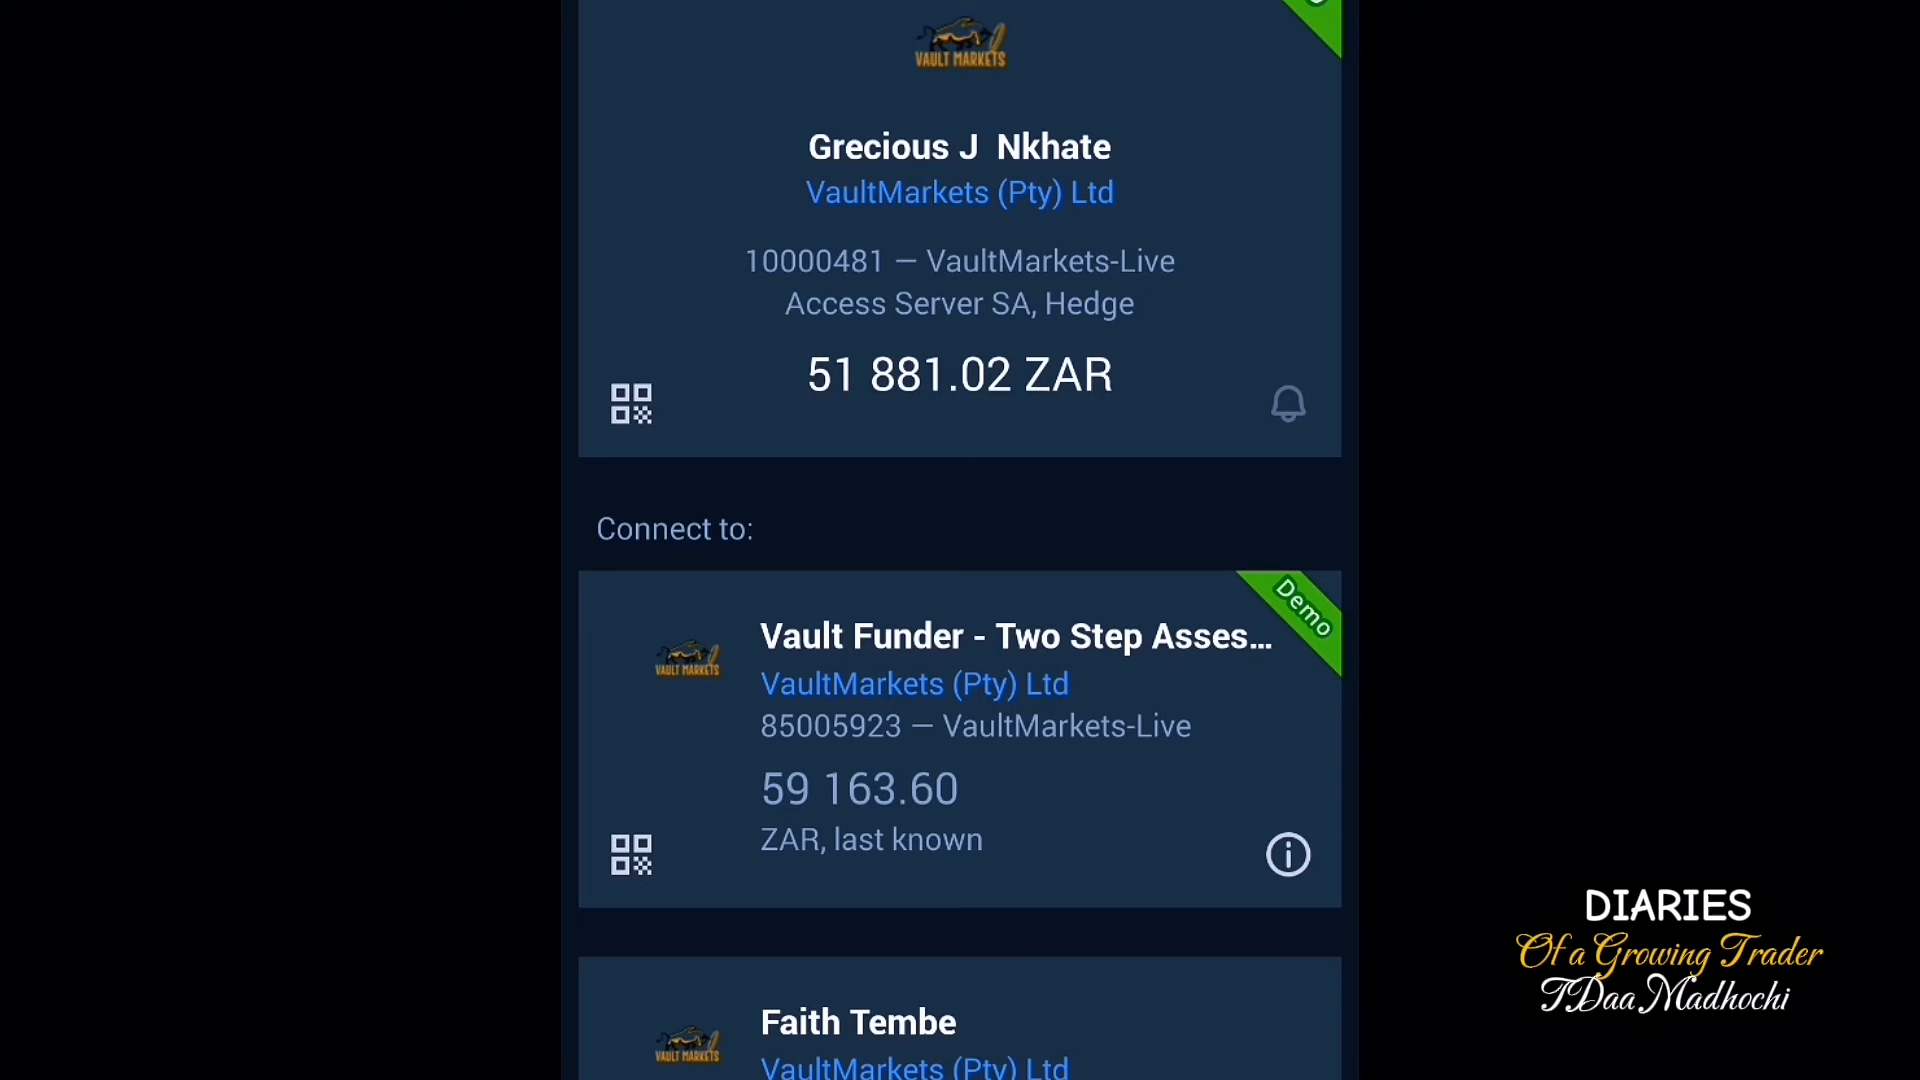 VAULT MARKETS
Grecious J Nkhate
VaultMarkets (Pty) Ltd
10000481 — VaultMarkets-Live
Access Server SA, Hedge
51 881.02 ZAR
Connect to:
Demo
Vault Funder - Two Step Asses...
VAULT MARKETS
VaultMarkets (Pty) Ltd
85005923 — VaultMarkets-Live
59 163.60
ZAR, last known
Faith Tembe
VAULT MARKETS
VaultMarkets (Pty) Ltd
DIARIES
Of a Growing Trader
TDaa Madhochi